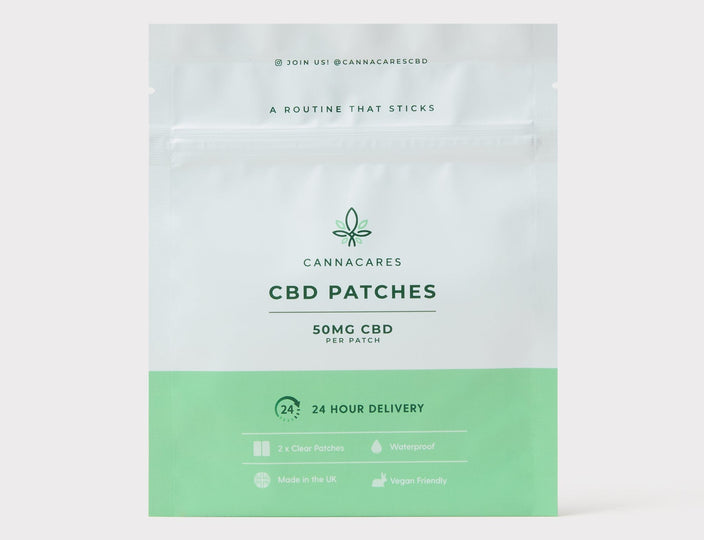 JOIN US! @CANNACARESCBD
A ROUTINE THAT STICKS
CANNACARES
CBD PATCHES
50MG CBD
PER PATCH
24 24 HOUR DELIVERY
2 x Clear Patches Waterproof
Made in the UK Vegan Friendly